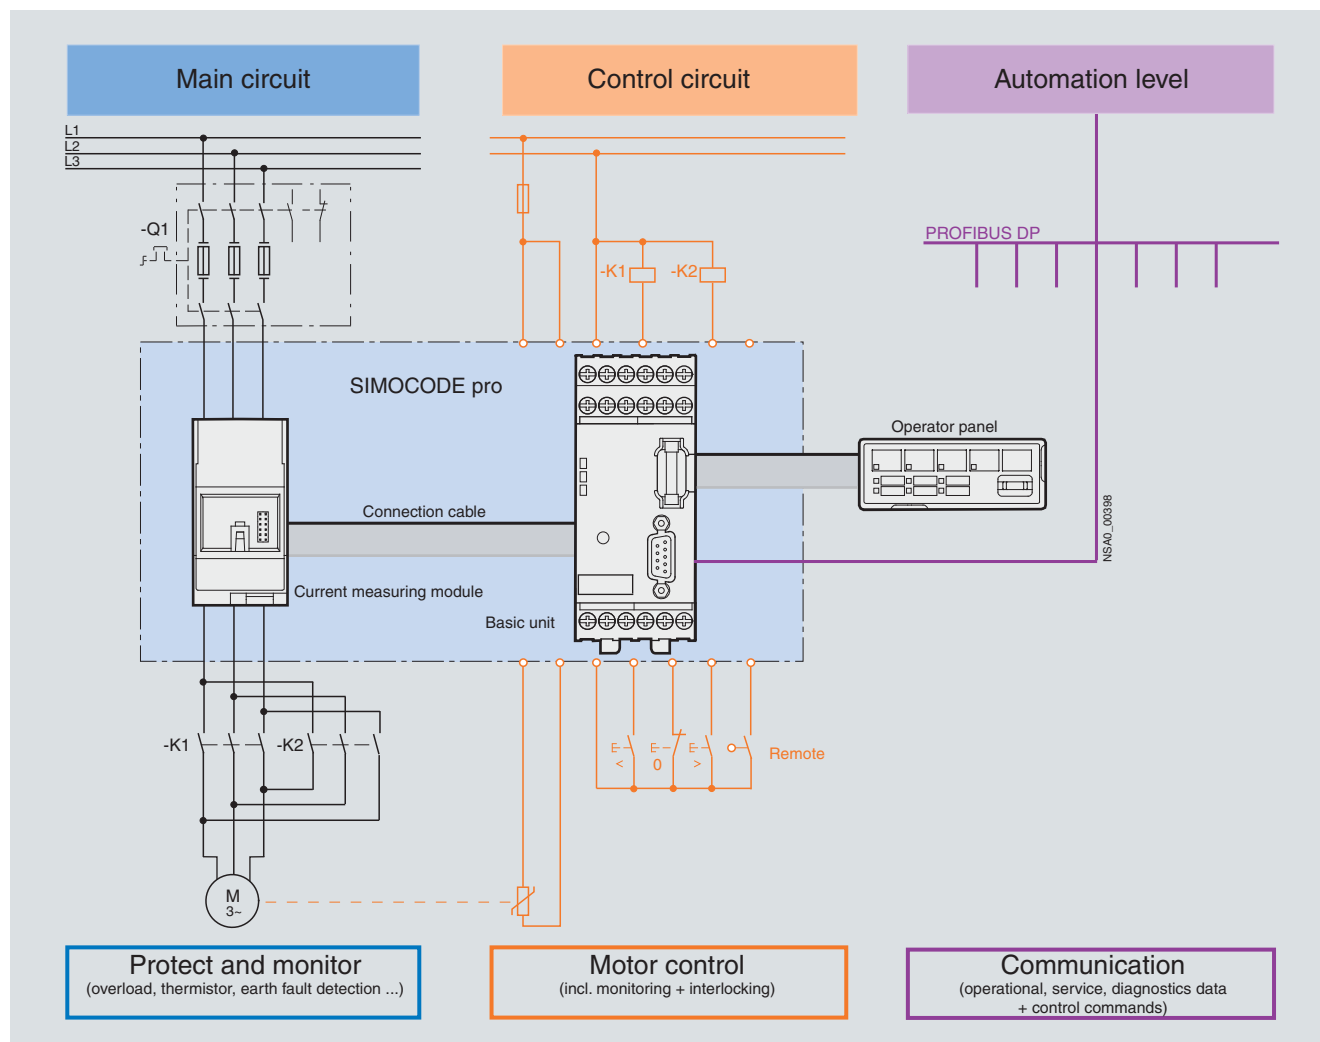 Main circuit
Control circuit
Automation level
L1
L2
L3
-Q1
PROFIBUS DP
-K1
-K2
SIMOCODE pro
Operator panel
Connection cable
NSA0_00398
Current measuring module
Basic unit
-K1
-K2
<
0
>
Remote
M
3~
Protect and monitor
(overload, thermistor, earth fault detection ...)
Motor control
(incl. monitoring + interlocking)
Communication
(operational, service, diagnostics data
+ control commands)